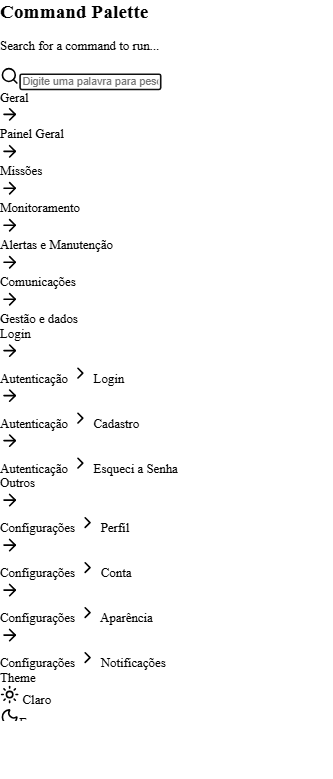 Command Palette
Search for a command to run...
Digite uma palavra para pes
Geral
Painel Geral
Missões
Monitoramento
Alertas e Manutenção
Comunicações
Gestão e dados
Login
Autenticação > Login
Autenticação > Cadastro
Autenticação > Esqueci a Senha
Outros
Configurações > Perfil
Configurações > Conta
Configurações > Aparência
Configurações > Notificações
Theme
Claro